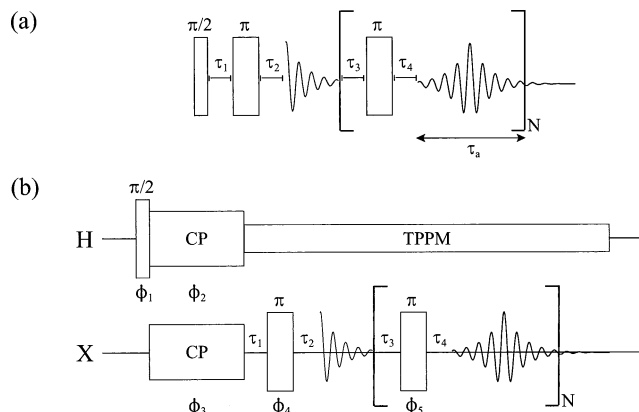 (a)
π/2 π π
τ₁ τ₂ τ₃ τ₄
N
τₐ
(b)
π/2
H CP TPPM
ϕ₁ ϕ₂
π π
X CP τ₁ τ₂ τ₃ τ₄
N
ϕ₃ ϕ₄ ϕ₅